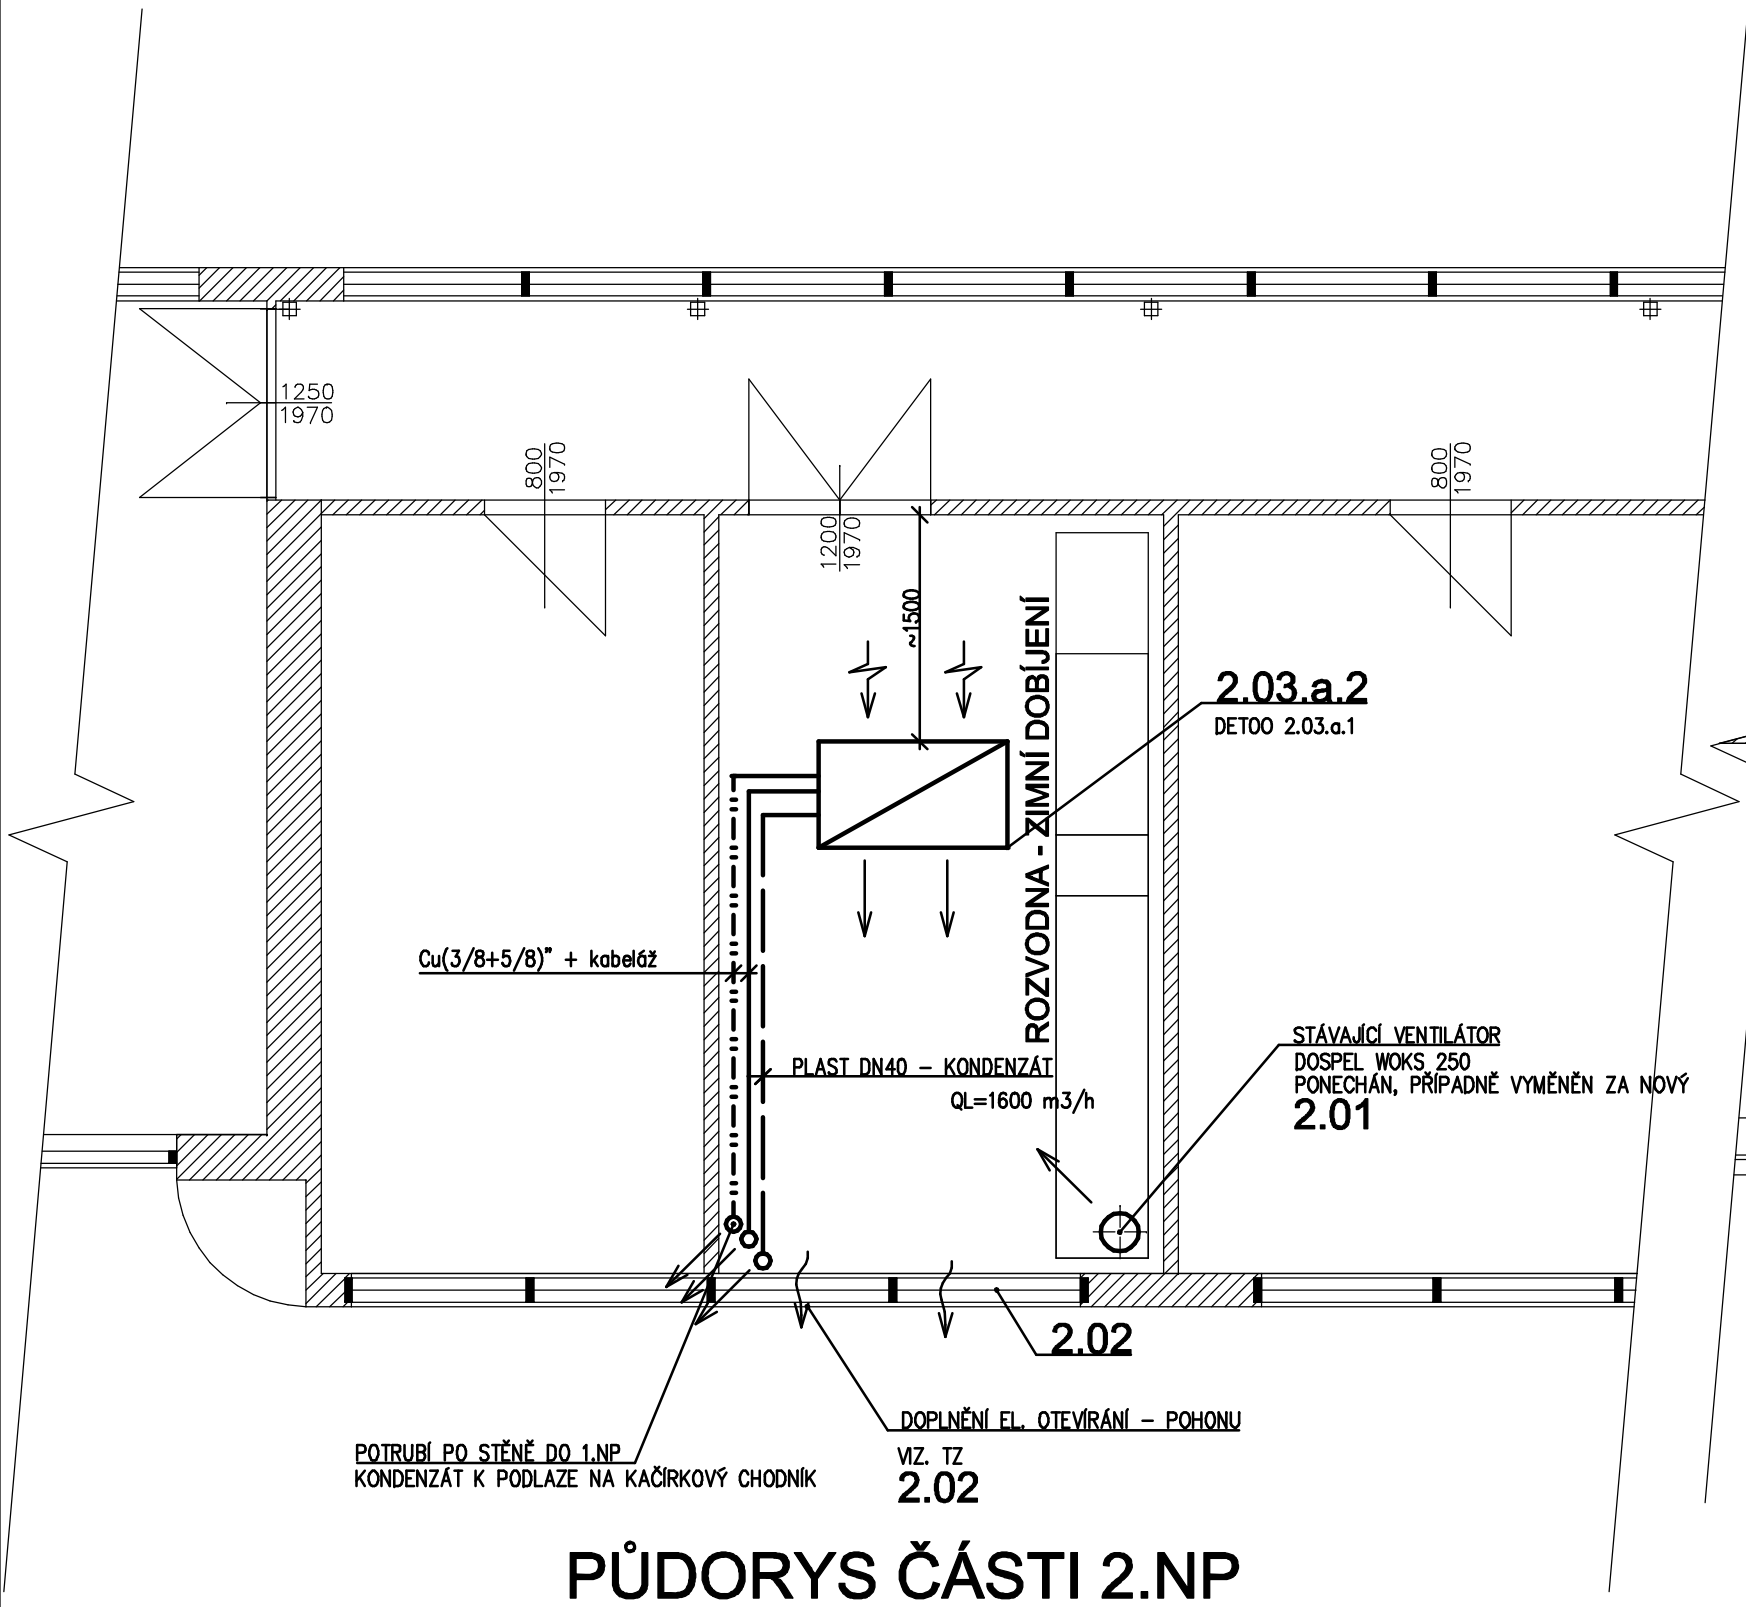 1250
1970
800
1970
1200
1970
800
1970
~1500
ROZVODNA - ZIMNÍ DOBÍJENÍ
2.03.a.2
DETOO 2.03.a.1
Cu(3/8+5/8)" + kabeláž
PLAST DN40 – KONDENZÁT
QL=1600 m3/h
STÁVAJÍCÍ VENTILÁTOR
DOSPEL WOKS 250
PONECHÁN, PŘÍPADNĚ VYMĚNĚN ZA NOVÝ
2.01
2.02
DOPLNĚNÍ EL. OTEVÍRÁNÍ – POHONU
VIZ. TZ
2.02
POTRUBÍ PO STĚNĚ DO 1.NP
KONDENZÁT K PODLAZE NA KAČÍRKOVÝ CHODNÍK
PŮDORYS ČÁSTI 2.NP